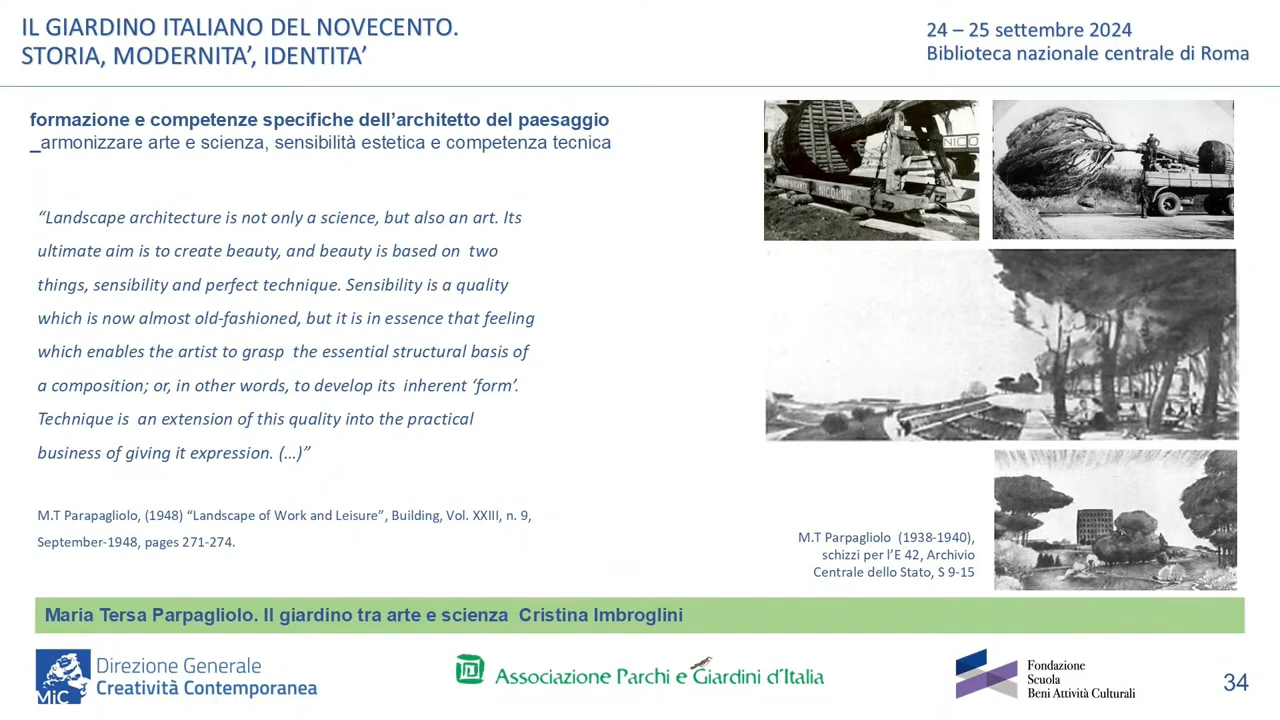 IL GIARDINO ITALIANO DEL NOVECENTO.
STORIA, MODERNITA’, IDENTITA’
24 – 25 settembre 2024
Biblioteca nazionale centrale di Roma
formazione e competenze specifiche dell’architetto del paesaggio
_armonizzare arte e scienza, sensibilità estetica e competenza tecnica
“Landscape architecture is not only a science, but also an art. Its
ultimate aim is to create beauty, and beauty is based on two
things, sensibility and perfect technique. Sensibility is a quality
which is now almost old-fashioned, but it is in essence that feeling
which enables the artist to grasp the essential structural basis of
a composition; or, in other words, to develop its inherent ‘form’.
Technique is an extension of this quality into the practical
business of giving it expression. (…)”
M.T Parapagliolo, (1948) “Landscape of Work and Leisure”, Building, Vol. XXIII, n. 9,
September-1948, pages 271-274.
NICO
M.T Parpagliolo (1938-1940),
schizzi per l’E 42, Archivio
Centrale dello Stato, S 9-15
Maria Tersa Parpagliolo. Il giardino tra arte e scienza Cristina Imbroglini
MiC
Direzione Generale
Creatività Contemporanea
Associazione Parchi e Giardini d’Italia
Fondazione
Scuola
Beni Attività Culturali
34